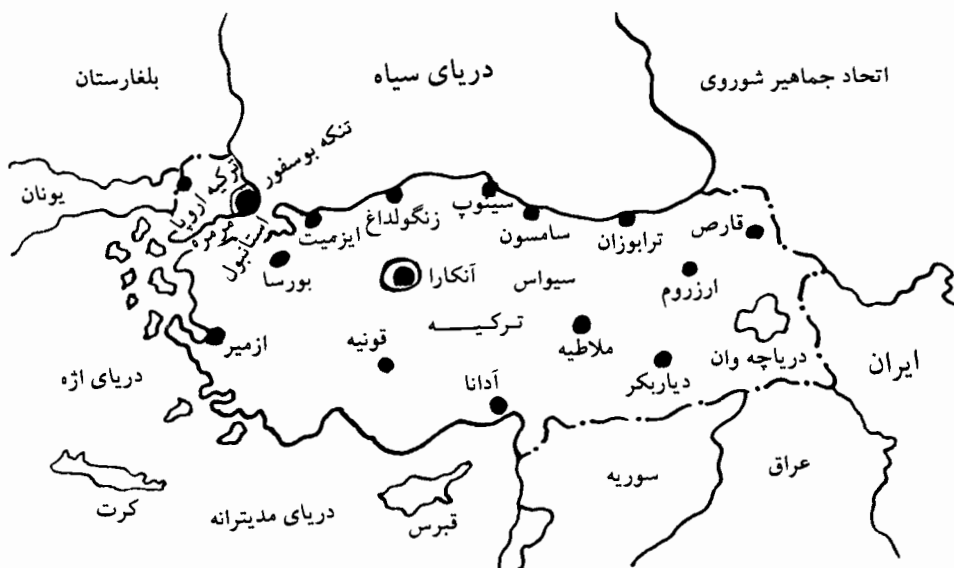 اتحاد جماهیر شوروی
دریای سیاه
بلغارستان
تنکه بوسفور
ترکیه اروپا
یونان
مرمره
استانبول
ایزمیت
زنگولداغ
سینوپ
سامسون
ترابوزان
قارص
بورسا
آنکارا
سیواس
ارزروم
ازمیر
قونیه
ترکیه
ملاطیه
دیاربکر
دریاچه وان
ایران
آدانا
دریای اژه
کرت
دریای مدیترانه
قبرس
سوریه
عراق